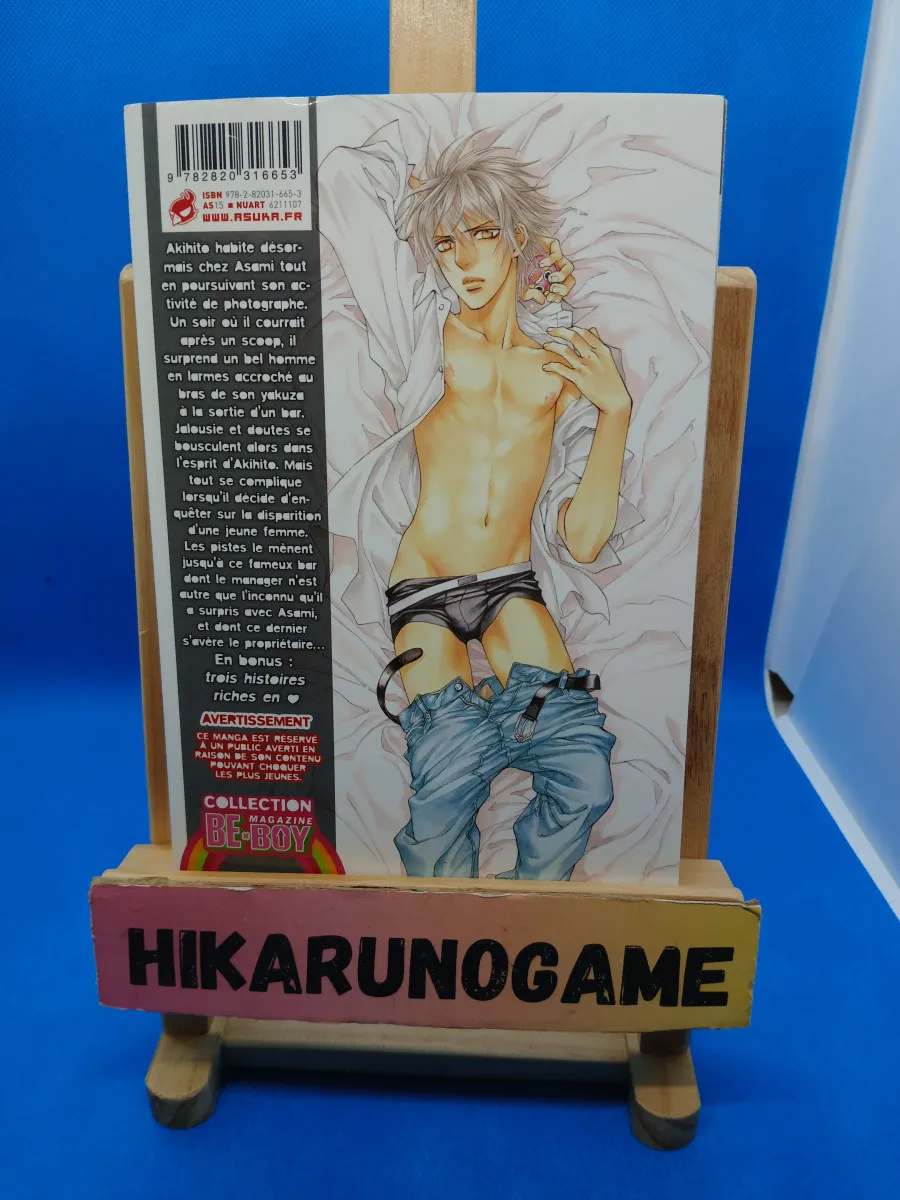 9 782820 316653
ISBN 978-2-82031-665-3
AS15 ■ NUART 6211107
WWW.ASUKA.FR
Akihito habite désor-
mais chez Asami tout
en poursuivant son ac-
tivité de photographe.
Un soir où il courrait
après un scoop, il
surprend un bel homme
en larmes accroché au
bras de son yakuza
à la sortie d'un bar.
Jalousie et doutes se
bousculent alors dans
l'esprit d'Akihito. Mais
tout se complique
lorsqu'il décide d'en-
quêter sur la disparition
d'une jeune femme.
Les pistes le mènent
jusqu'à ce fameux bar
dont le manager n'est
autre que l'inconnu qu'il
a surpris avec Asami,
et dont ce dernier
s'avère le propriétaire...
En bonus :
trois histoires
riches en ♥
AVERTISSEMENT
CE MANGA EST RÉSERVÉ
À UN PUBLIC AVERTI EN
RAISON DE SON CONTENU
POUVANT CHOQUER
LES PLUS JEUNES.
COLLECTION
MAGAZINE
BE×BOY
HIKARUNOGAME